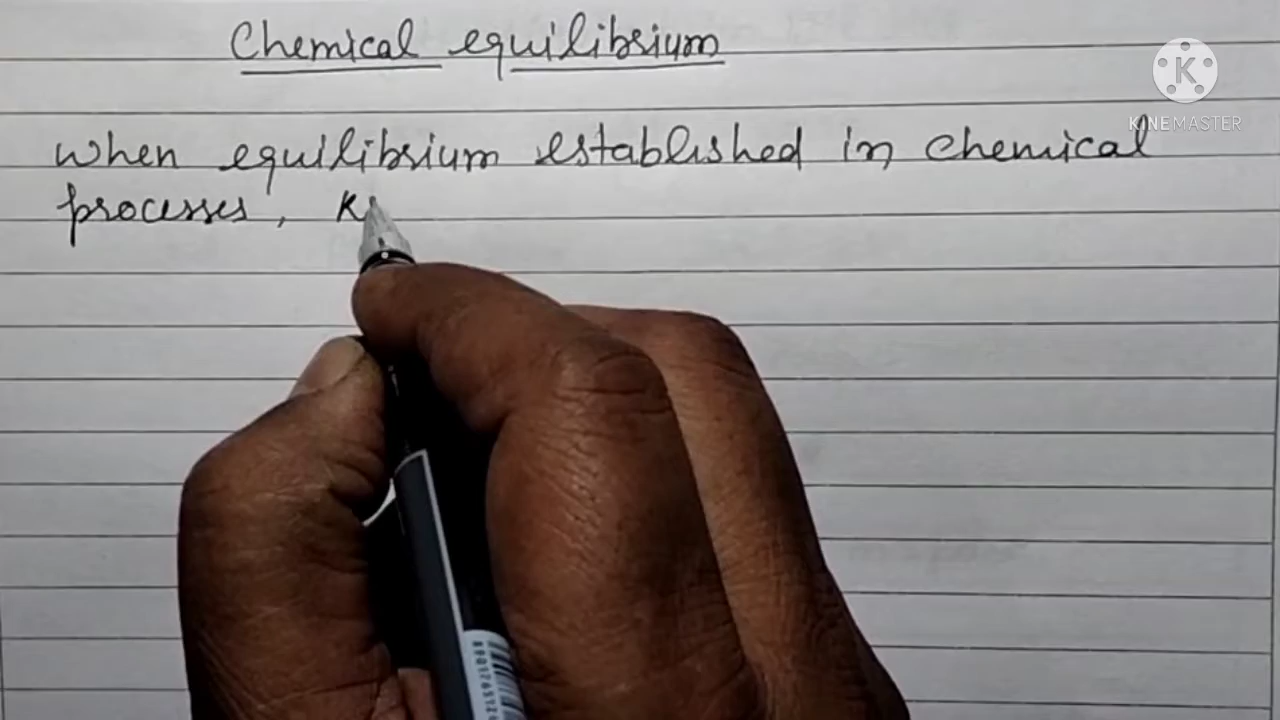 Chemical equilibrium
K
KINEMASTER
When equilibrium established in chemical
processes, K